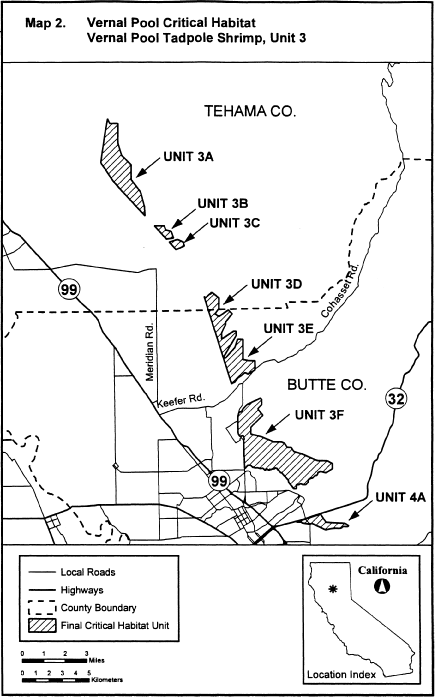 Map 2. Vernal Pool Critical Habitat
Vernal Pool Tadpole Shrimp, Unit 3
TEHAMA CO.
UNIT 3A
UNIT 3B
UNIT 3C
99
UNIT 3D
Cohasset Rd.
UNIT 3E
Meridian Rd.
BUTTE CO.
Keefer Rd.
32
UNIT 3F
99
UNIT 4A
Local Roads
Highways
County Boundary
Final Critical Habitat Unit
California
Location Index
0 1 2 3
Miles
0 1 2 3 4 5
Kilometers